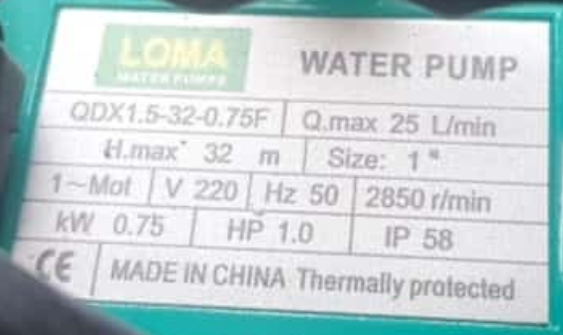 LOMA
WATER PUMPS
WATER PUMP
QDX1.5-32-0.75F Q.max 25 L/min
H.max 32 m Size: 1"
1~Mot V 220 Hz 50 2850 r/min
kW 0.75 HP 1.0 IP 58
CE MADE IN CHINA Thermally protected